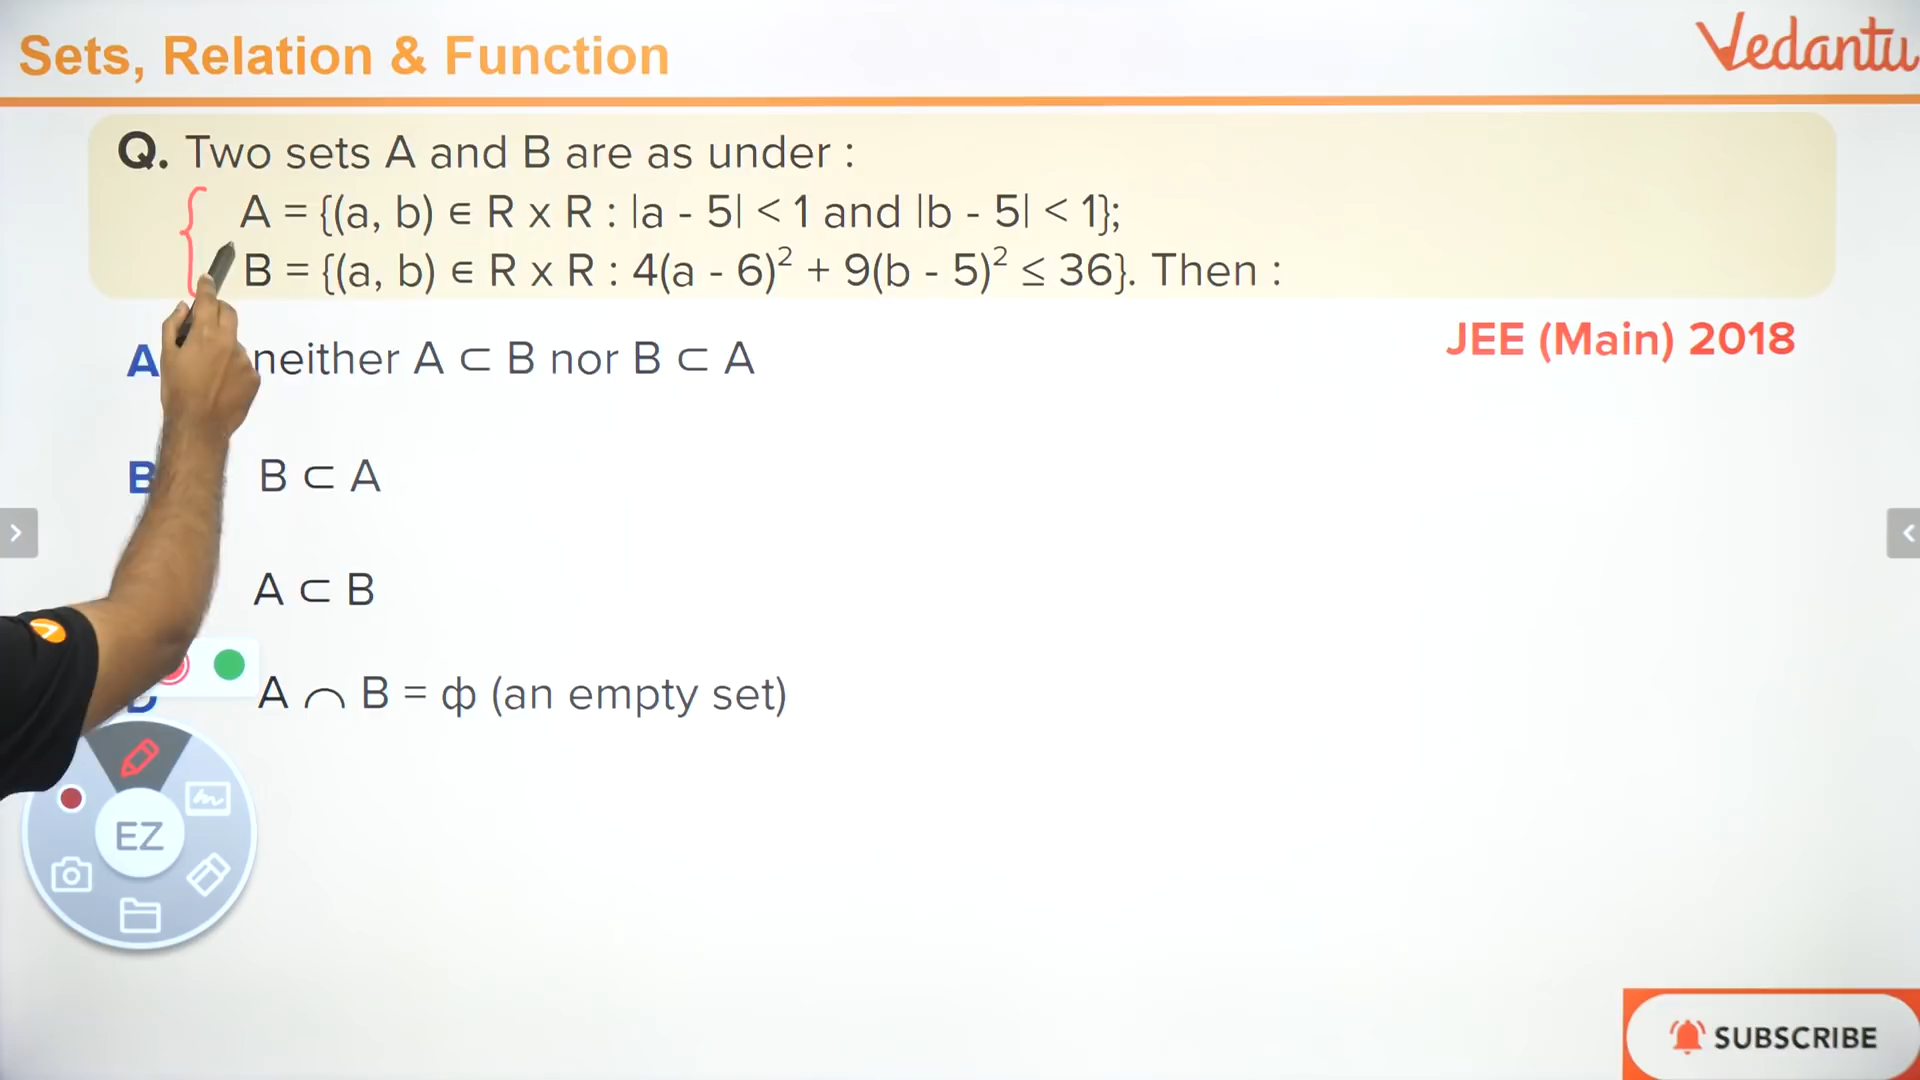 Sets, Relation & Function
Vedantu
Q. Two sets A and B are as under :
A = {(a, b) ∈ R x R : |a - 5| < 1 and |b - 5| < 1};
B = {(a, b) ∈ R x R : 4(a - 6)² + 9(b - 5)² ≤ 36}. Then :
JEE (Main) 2018
A neither A ⊂ B nor B ⊂ A
B B ⊂ A
A ⊂ B
D A ∩ B = ф (an empty set)
EZ
SUBSCRIBE